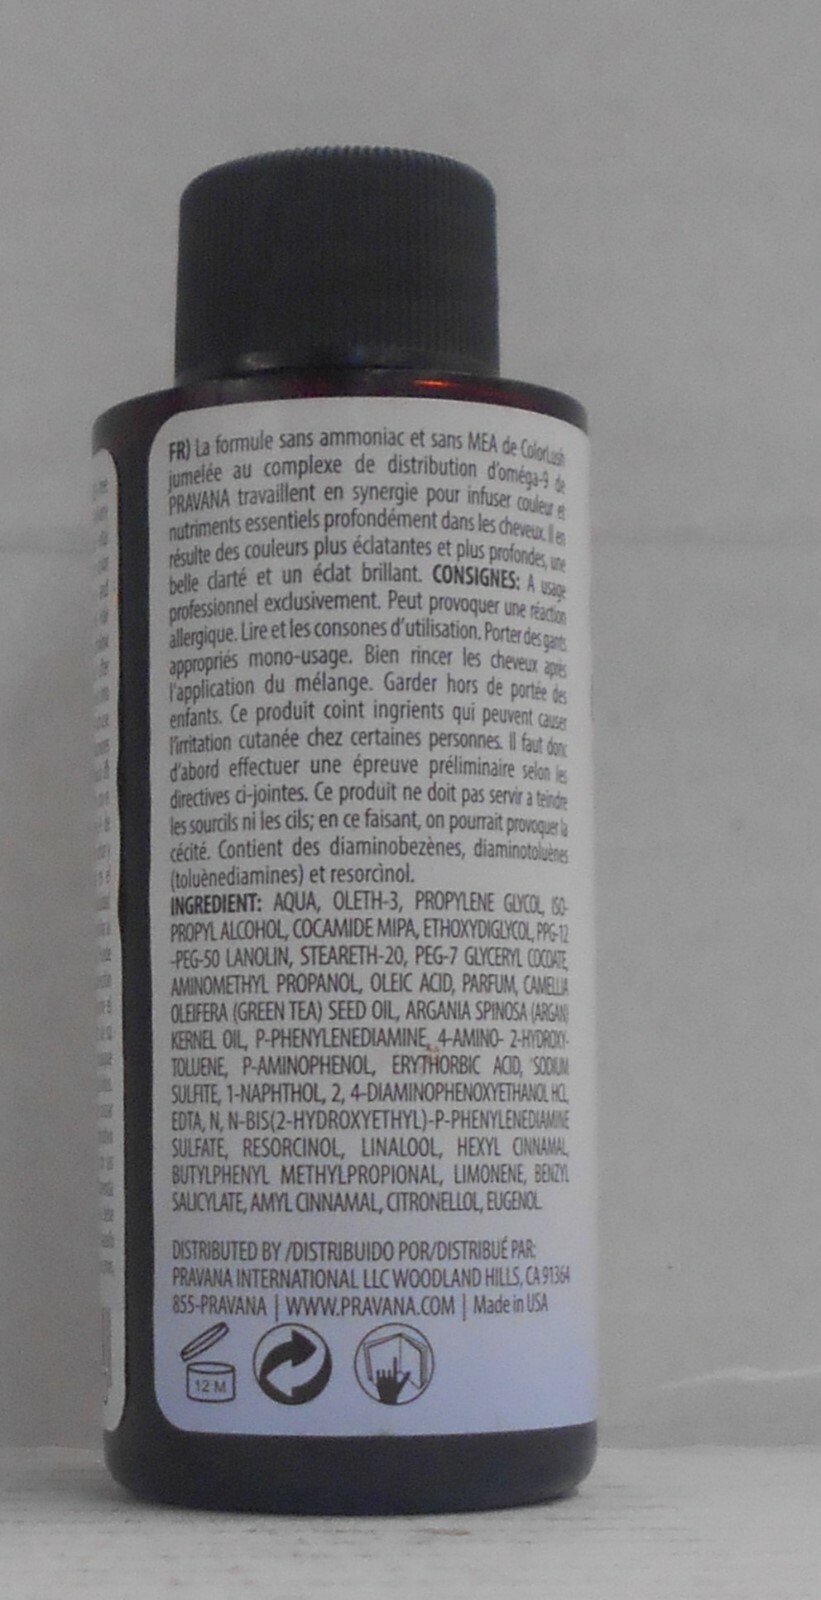 FR) La formule sans ammoniac et sans MEA de ColorLush
jumelée au complexe de distribution d'oméga-9 de
PRAVANA travaillent en synergie pour infuser couleur et
nutriments essentiels profondément dans les cheveux. Il en
résulte des couleurs plus éclatantes et plus profondes, une
belle clarté et un éclat brillant. CONSIGNES: A usage
professionnel exclusivement. Peut provoquer une réaction
allergique. Lire et les consones d'utilisation. Porter des gants
appropriés mono-usage. Bien rincer les cheveux après
l'application du mélange. Garder hors de portée des
enfants. Ce produit coint ingrients qui peuvent causer
l'irritation cutanée chez certaines personnes. Il faut donc
d'abord effectuer une épreuve préliminaire selon les
directives ci-jointes. Ce produit ne doit pas servir a teindre
les sourcils ni les cils; en ce faisant, on pourrait provoquer la
cécité. Contient des diaminobezènes, diaminotoluènes
(toluènediamines) et resorcinol.
INGREDIENT: AQUA, OLETH-3, PROPYLENE GLYCOL, ISO-
PROPYL ALCOHOL, COCAMIDE MIPA, ETHOXYDIGLYCOL, PPG-12
-PEG-50 LANOLIN, STEARETH-20, PEG-7 GLYCERYL COCOATE,
AMINOMETHYL PROPANOL, OLEIC ACID, PARFUM, CAMELLIA
OLEIFERA (GREEN TEA) SEED OIL, ARGANIA SPINOSA (ARGAN)
KERNEL OIL, P-PHENYLENEDIAMINE, 4-AMINO- 2-HYDROXY-
TOLUENE, P-AMINOPHENOL, ERYTHORBIC ACID, SODIUM
SULFITE, 1-NAPHTHOL, 2, 4-DIAMINOPHENOXYETHANOL HCL,
EDTA, N, N-BIS(2-HYDROXYETHYL)-P-PHENYLENEDIAMINE
SULFATE, RESORCINOL, LINALOOL, HEXYL CINNAMAL,
BUTYLPHENYL METHYLPROPIONAL, LIMONENE, BENZYL
SALICYLATE, AMYL CINNAMAL, CITRONELLOL, EUGENOL.
DISTRIBUTED BY /DISTRIBUIDO POR/DISTRIBUÉ PAR:
PRAVANA INTERNATIONAL LLC WOODLAND HILLS, CA 91364
855-PRAVANA | WWW.PRAVANA.COM | Made in USA
12 M